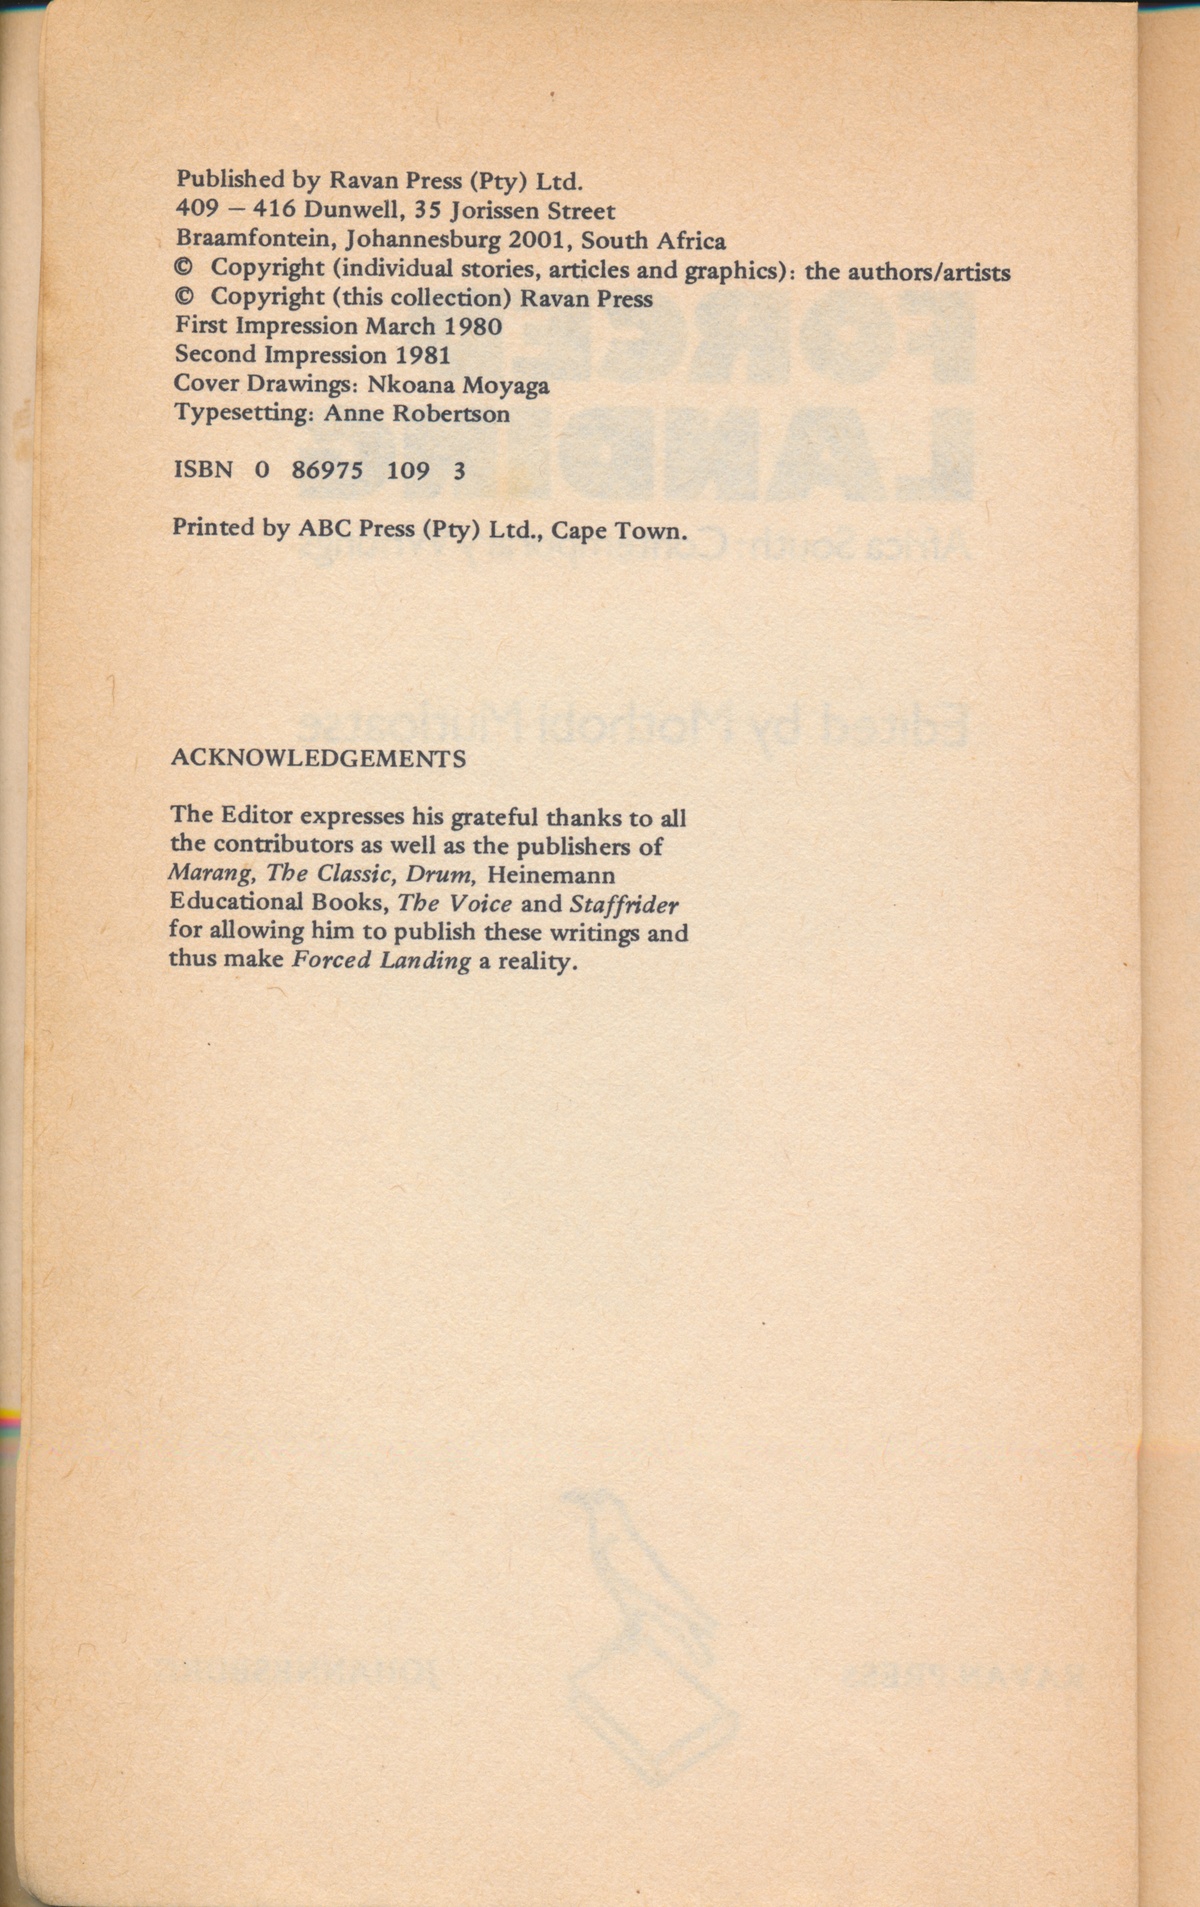 Published by Ravan Press (Pty) Ltd.
409 — 416 Dunwell, 35 Jorissen Street
Braamfontein, Johannesburg 2001, South Africa
© Copyright (individual stories, articles and graphics): the authors/artists
© Copyright (this collection) Ravan Press
First Impression March 1980
Second Impression 1981
Cover Drawings: Nkoana Moyaga
Typesetting: Anne Robertson
ISBN 0 86975 109 3
Printed by ABC Press (Pty) Ltd., Cape Town.
ACKNOWLEDGEMENTS
The Editor expresses his grateful thanks to all
the contributors as well as the publishers of
Marang, The Classic, Drum, Heinemann
Educational Books, The Voice and Staffrider
for allowing him to publish these writings and
thus make Forced Landing a reality.